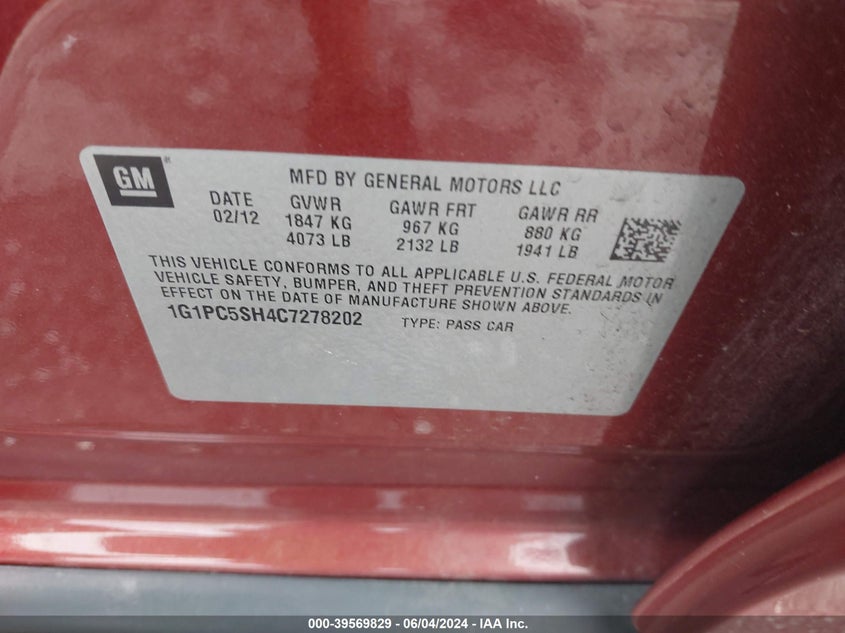 GM®
MFD BY GENERAL MOTORS LLC
DATE GVWR GAWR FRT GAWR RR
02/12 1847 KG 967 KG 880 KG
4073 LB 2132 LB 1941 LB
THIS VEHICLE CONFORMS TO ALL APPLICABLE U.S. FEDERAL MOTOR
VEHICLE SAFETY, BUMPER, AND THEFT PREVENTION STANDARDS IN
EFFECT ON THE DATE OF MANUFACTURE SHOWN ABOVE.
1G1PC5SH4C7278202 TYPE: PASS CAR
000-39569829 - 06/04/2024 - IAA Inc.